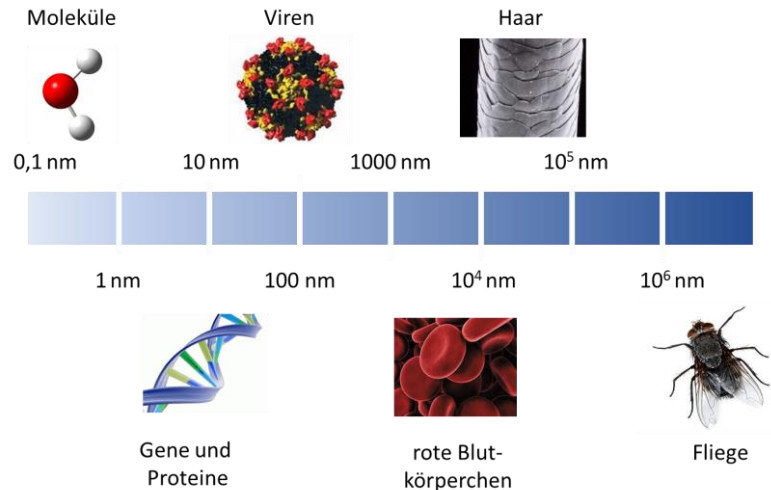 Moleküle
Viren
Haar
0,1 nm
10 nm
1000 nm
10⁵ nm
1 nm
100 nm
10⁴ nm
10⁶ nm
Gene und
Proteine
rote Blut-
körperchen
Fliege